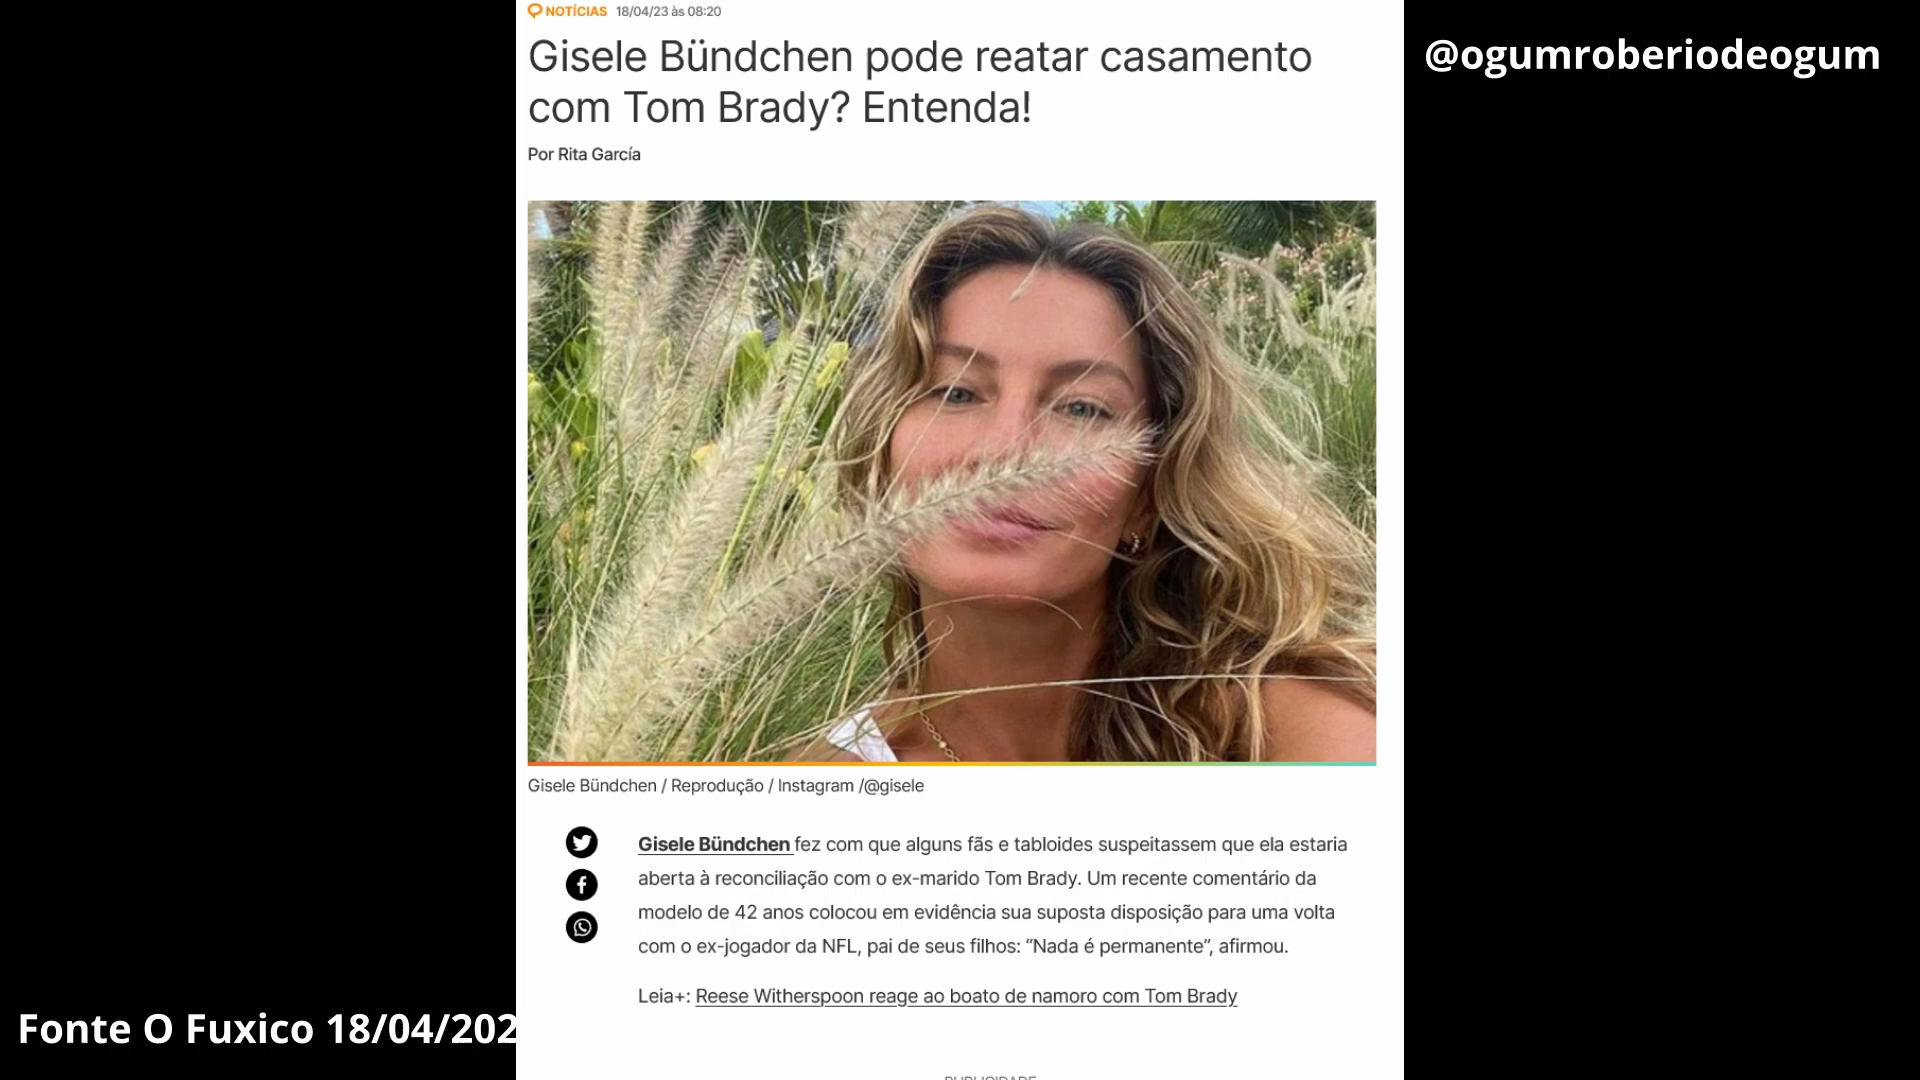 NOTÍCIAS 18/04/23 às 08:20
Gisele Bündchen pode reatar casamento
com Tom Brady? Entenda!
Por Rita García
@ogumroberiodeogum
Gisele Bündchen / Reprodução / Instagram /@gisele
Gisele Bündchen fez com que alguns fãs e tabloides suspeitassem que ela estaria
aberta à reconciliação com o ex-marido Tom Brady. Um recente comentário da
modelo de 42 anos colocou em evidência sua suposta disposição para uma volta
com o ex-jogador da NFL, pai de seus filhos: “Nada é permanente”, afirmou.
Leia+: Reese Witherspoon reage ao boato de namoro com Tom Brady
Fonte O Fuxico 18/04/202